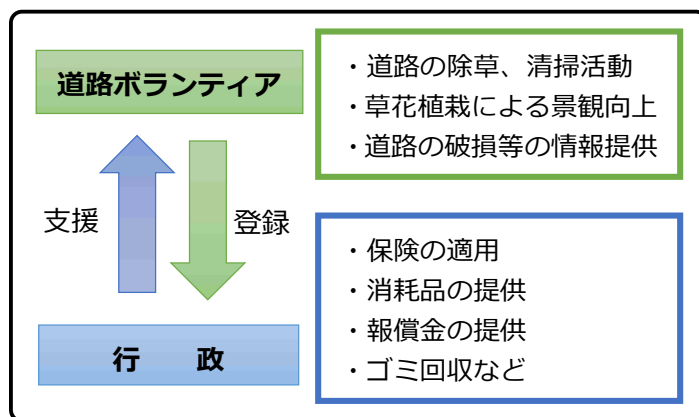 道路ボランティア
・道路の除草、清掃活動
・草花植栽による景観向上
・道路の破損等の情報提供
支援
登録
行　政
・保険の適用
・消耗品の提供
・報償金の提供
・ゴミ回収など